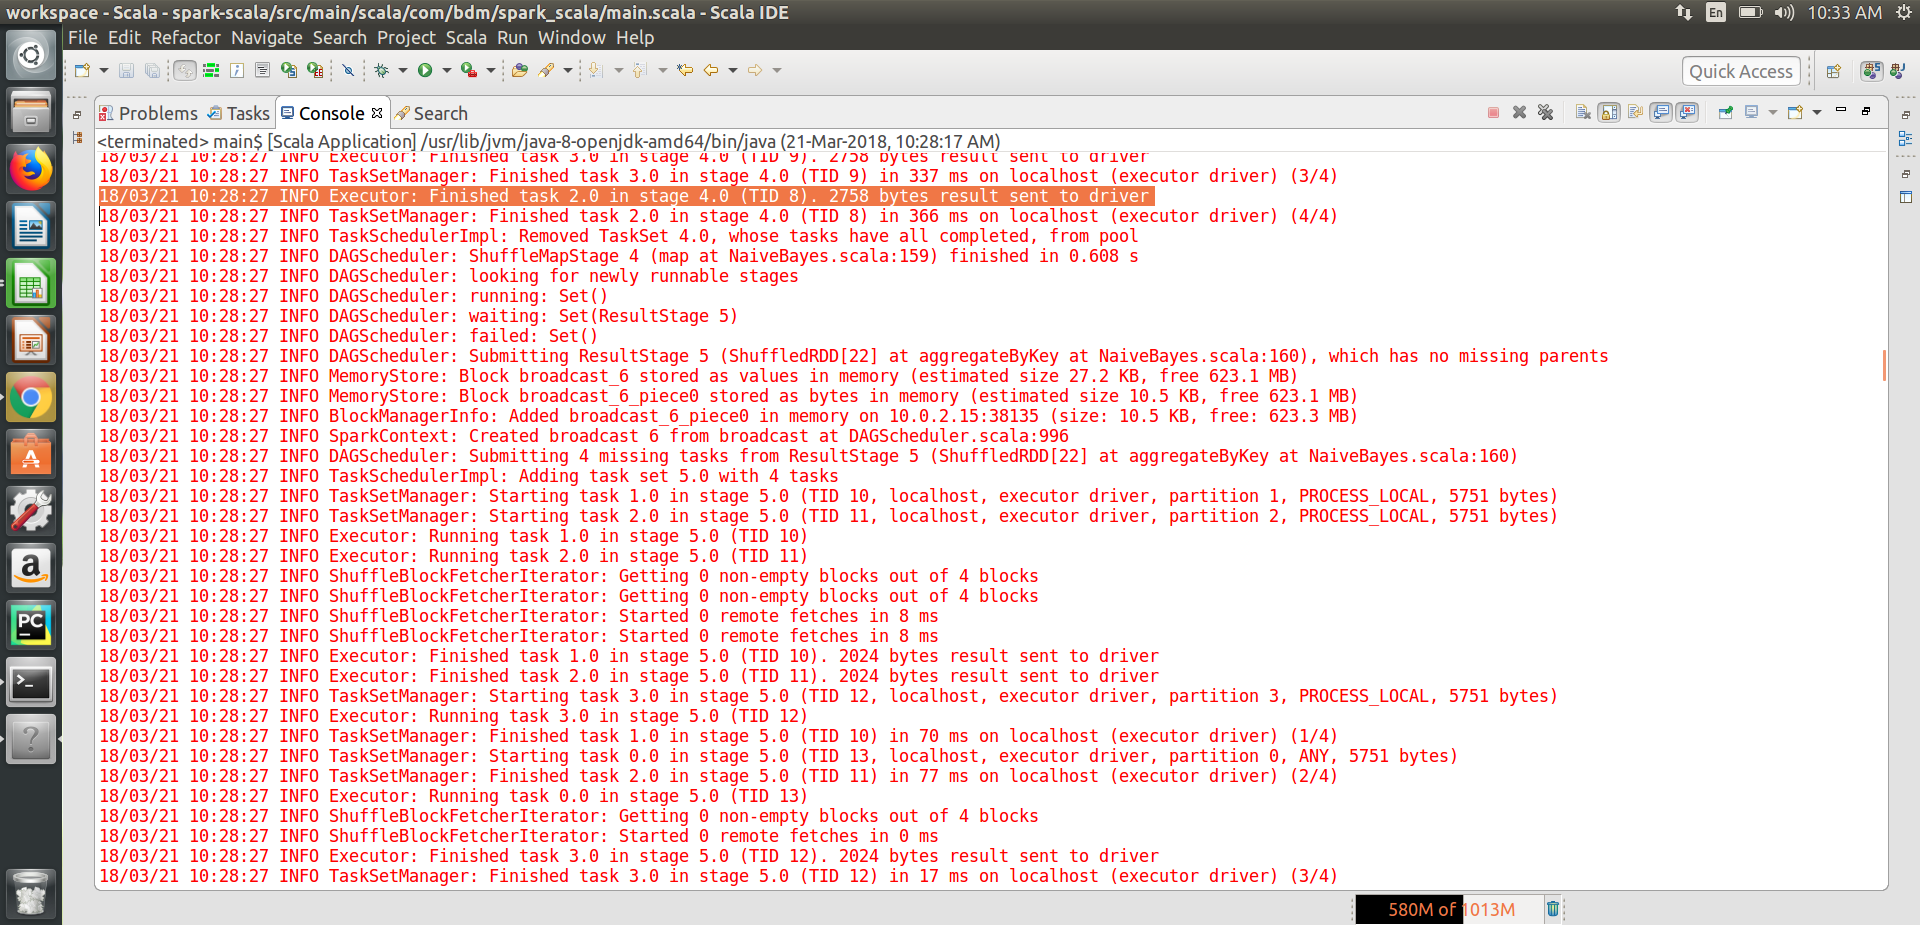 workspace - Scala - spark-scala/src/main/scala/com/bdm/spark_scala/main.scala - Scala IDE
En
10:33 AM
File Edit Refactor Navigate Search Project Scala Run Window Help
Quick Access
Problems Tasks Console Search
<terminated> main$ [Scala Application] /usr/lib/jvm/java-8-openjdk-amd64/bin/java (21-Mar-2018, 10:28:17 AM)
18/03/21 10:28:27 INFO Executor: Finished task 3.0 in stage 4.0 (TID 9). 2758 bytes result sent to driver
18/03/21 10:28:27 INFO TaskSetManager: Finished task 3.0 in stage 4.0 (TID 9) in 337 ms on localhost (executor driver) (3/4)
18/03/21 10:28:27 INFO Executor: Finished task 2.0 in stage 4.0 (TID 8). 2758 bytes result sent to driver
18/03/21 10:28:27 INFO TaskSetManager: Finished task 2.0 in stage 4.0 (TID 8) in 366 ms on localhost (executor driver) (4/4)
18/03/21 10:28:27 INFO TaskSchedulerImpl: Removed TaskSet 4.0, whose tasks have all completed, from pool
18/03/21 10:28:27 INFO DAGScheduler: ShuffleMapStage 4 (map at NaiveBayes.scala:159) finished in 0.608 s
18/03/21 10:28:27 INFO DAGScheduler: looking for newly runnable stages
18/03/21 10:28:27 INFO DAGScheduler: running: Set()
18/03/21 10:28:27 INFO DAGScheduler: waiting: Set(ResultStage 5)
18/03/21 10:28:27 INFO DAGScheduler: failed: Set()
18/03/21 10:28:27 INFO DAGScheduler: Submitting ResultStage 5 (ShuffledRDD[22] at aggregateByKey at NaiveBayes.scala:160), which has no missing parents
18/03/21 10:28:27 INFO MemoryStore: Block broadcast_6 stored as values in memory (estimated size 27.2 KB, free 623.1 MB)
18/03/21 10:28:27 INFO MemoryStore: Block broadcast_6_piece0 stored as bytes in memory (estimated size 10.5 KB, free 623.1 MB)
18/03/21 10:28:27 INFO BlockManagerInfo: Added broadcast_6_piece0 in memory on 10.0.2.15:38135 (size: 10.5 KB, free: 623.3 MB)
18/03/21 10:28:27 INFO SparkContext: Created broadcast 6 from broadcast at DAGScheduler.scala:996
18/03/21 10:28:27 INFO DAGScheduler: Submitting 4 missing tasks from ResultStage 5 (ShuffledRDD[22] at aggregateByKey at NaiveBayes.scala:160)
18/03/21 10:28:27 INFO TaskSchedulerImpl: Adding task set 5.0 with 4 tasks
18/03/21 10:28:27 INFO TaskSetManager: Starting task 1.0 in stage 5.0 (TID 10, localhost, executor driver, partition 1, PROCESS_LOCAL, 5751 bytes)
18/03/21 10:28:27 INFO TaskSetManager: Starting task 2.0 in stage 5.0 (TID 11, localhost, executor driver, partition 2, PROCESS_LOCAL, 5751 bytes)
18/03/21 10:28:27 INFO Executor: Running task 1.0 in stage 5.0 (TID 10)
18/03/21 10:28:27 INFO Executor: Running task 2.0 in stage 5.0 (TID 11)
18/03/21 10:28:27 INFO ShuffleBlockFetcherIterator: Getting 0 non-empty blocks out of 4 blocks
18/03/21 10:28:27 INFO ShuffleBlockFetcherIterator: Getting 0 non-empty blocks out of 4 blocks
18/03/21 10:28:27 INFO ShuffleBlockFetcherIterator: Started 0 remote fetches in 8 ms
18/03/21 10:28:27 INFO ShuffleBlockFetcherIterator: Started 0 remote fetches in 8 ms
18/03/21 10:28:27 INFO Executor: Finished task 1.0 in stage 5.0 (TID 10). 2024 bytes result sent to driver
18/03/21 10:28:27 INFO Executor: Finished task 2.0 in stage 5.0 (TID 11). 2024 bytes result sent to driver
18/03/21 10:28:27 INFO TaskSetManager: Starting task 3.0 in stage 5.0 (TID 12, localhost, executor driver, partition 3, PROCESS_LOCAL, 5751 bytes)
18/03/21 10:28:27 INFO Executor: Running task 3.0 in stage 5.0 (TID 12)
18/03/21 10:28:27 INFO TaskSetManager: Finished task 1.0 in stage 5.0 (TID 10) in 70 ms on localhost (executor driver) (1/4)
18/03/21 10:28:27 INFO TaskSetManager: Starting task 0.0 in stage 5.0 (TID 13, localhost, executor driver, partition 0, ANY, 5751 bytes)
18/03/21 10:28:27 INFO TaskSetManager: Finished task 2.0 in stage 5.0 (TID 11) in 77 ms on localhost (executor driver) (2/4)
18/03/21 10:28:27 INFO Executor: Running task 0.0 in stage 5.0 (TID 13)
18/03/21 10:28:27 INFO ShuffleBlockFetcherIterator: Getting 0 non-empty blocks out of 4 blocks
18/03/21 10:28:27 INFO ShuffleBlockFetcherIterator: Started 0 remote fetches in 0 ms
18/03/21 10:28:27 INFO Executor: Finished task 3.0 in stage 5.0 (TID 12). 2024 bytes result sent to driver
18/03/21 10:28:27 INFO TaskSetManager: Finished task 3.0 in stage 5.0 (TID 12) in 17 ms on localhost (executor driver) (3/4)
580M of 1013M